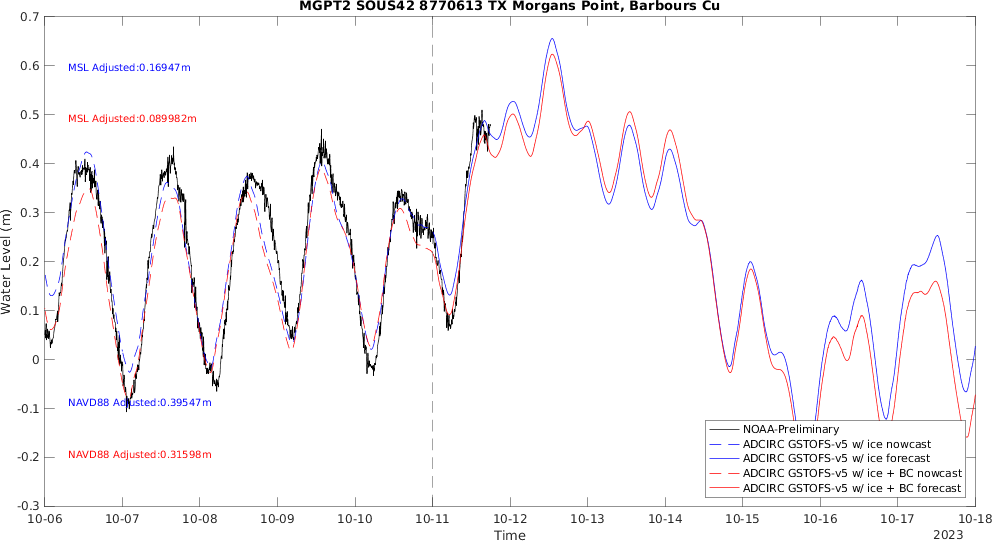 MGPT2 SOUS42 8770613 TX Morgans Point, Barbours Cu
0.7
0.6
0.5
0.4
0.3
0.2
0.1
0
-0.1
-0.2
-0.3
Water Level (m)
MSL Adjusted:0.16947m
MSL Adjusted:0.089982m
NAVD88 Adjusted:0.39547m
NAVD88 Adjusted:0.31598m
NOAA-Preliminary
ADCIRC GSTOFS-v5 w/ ice nowcast
ADCIRC GSTOFS-v5 w/ ice forecast
ADCIRC GSTOFS-v5 w/ ice + BC nowcast
ADCIRC GSTOFS-v5 w/ ice + BC forecast
10-06 10-07 10-08 10-09 10-10 10-11 10-12 10-13 10-14 10-15 10-16 10-17 10-18
Time
2023